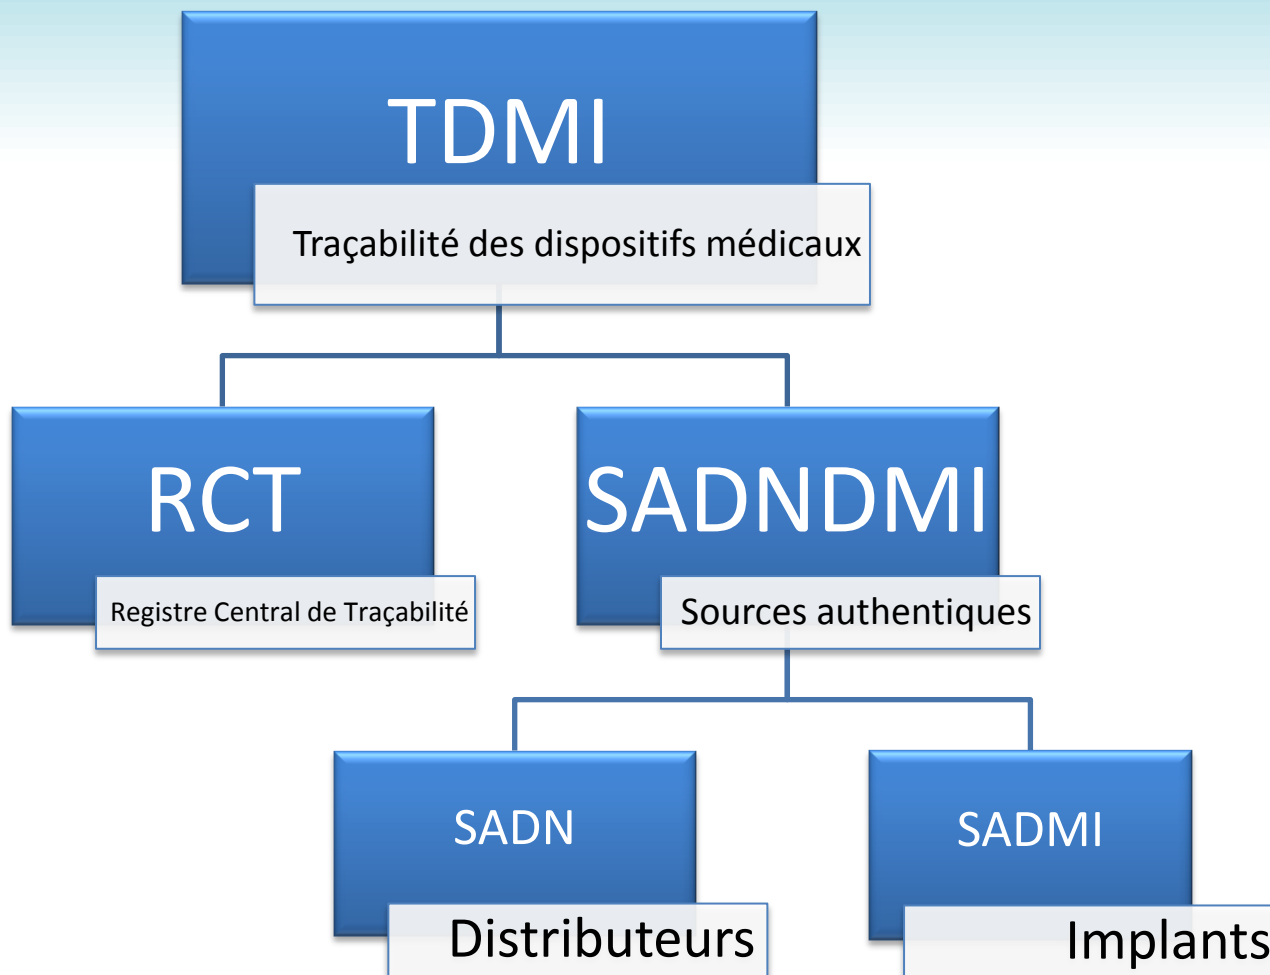 TDMI
Traçabilité des dispositifs médicaux
RCT
Registre Central de Traçabilité
SADNDMI
Sources authentiques
SADN
Distributeurs
SADMI
Implants